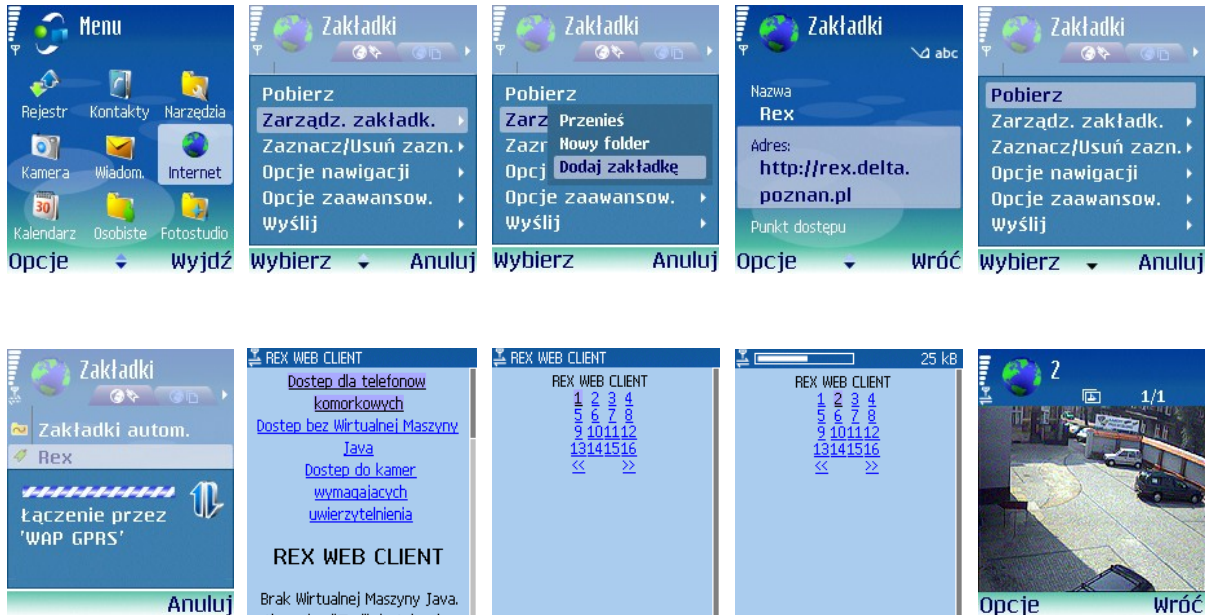 Menu
Rejestr Kontakty Narzędzia
Kamera Wiadom. Internet
30
Kalendarz Osobiste Fotostudio
Opcje Wyjdź
Zakładki
Pobierz
Zarządz. zakładk.
Zaznacz/Usuń zazn.
Opcje nawigacji
Opcje zaawansow.
Wyślij
Wybierz Anuluj
Zakładki
Pobierz
Zarz
Przenieś
Zazr
Nowy folder
Opcj
Dodaj zakładkę
Opcje zaawansow.
Wyślij
Wybierz Anuluj
Zakładki
abc
Nazwa
Rex
Adres:
http://rex.delta.
poznan.pl
Punkt dostępu
Opcje Wróć
Zakładki
Pobierz
Zarządz. zakładk.
Zaznacz/Usuń zazn.
Opcje nawigacji
Opcje zaawansow.
Wyślij
Wybierz Anuluj
Zakładki
Zakładki autom.
Rex
Łączenie przez
'WAP GPRS'
Anuluj
REX WEB CLIENT
Dostep dla telefonow
komorkowych
Dostep bez Wirtualnej Maszyny
Java
Dostep do kamer
wymagajacych
uwierzytelnienia
REX WEB CLIENT
Brak Wirtualnej Maszyny Java.
REX WEB CLIENT
REX WEB CLIENT
1 2 3 4
5 6 7 8
9 10 11 12
13 14 15 16
<< >>
25 kB
REX WEB CLIENT
1 2 3 4
5 6 7 8
9 10 11 12
13 14 15 16
<< >>
2
1/1
Opcje Wróć